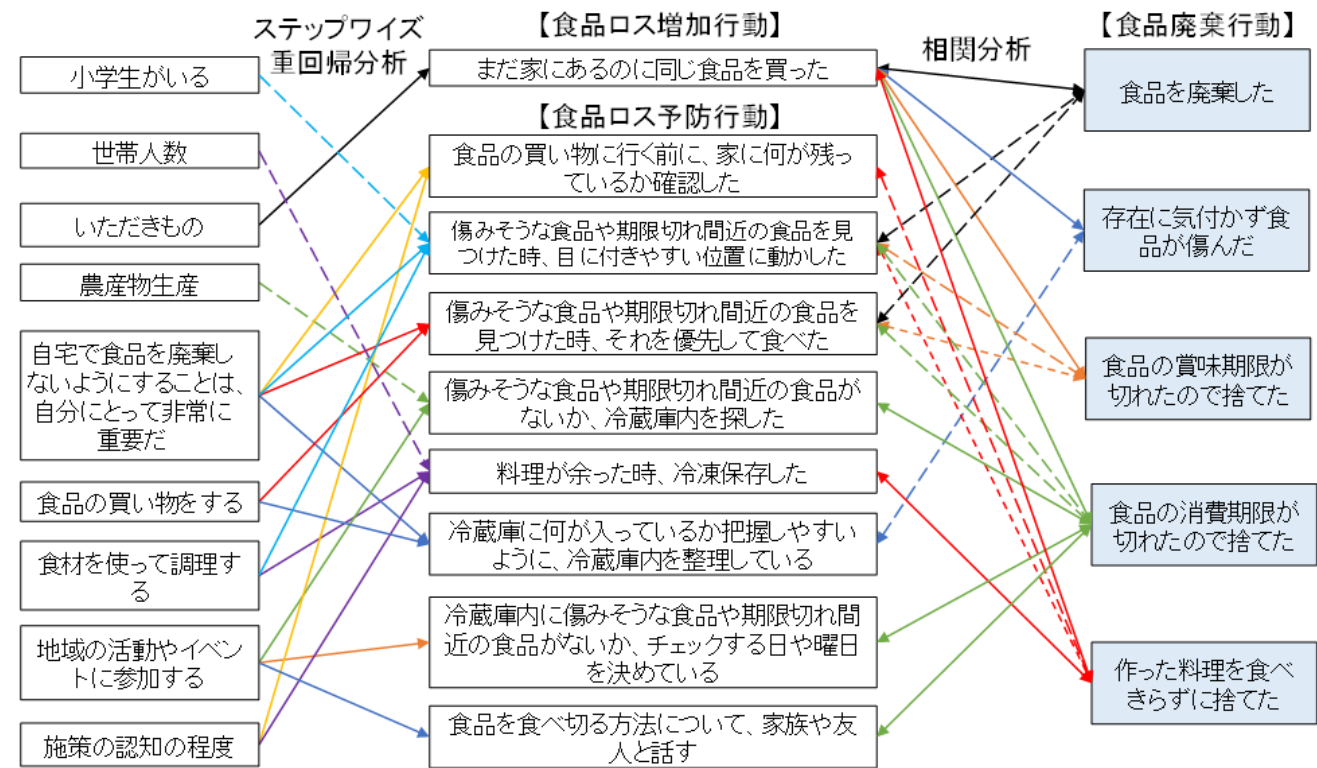 ステップワイズ
重回帰分析
小学生がいる
世帯人数
いただきもの
農産物生産
自宅で食品を廃棄し
ないようにすることは、
自分にとって非常に
重要だ
食品の買い物をする
食材を使って調理す
る
地域の活動やイベン
トに参加する
施策の認知の程度
【食品ロス増加行動】
まだ家にあるのに同じ食品を買った
【食品ロス予防行動】
食品の買い物に行く前に、家に何が残っ
ているか確認した
傷みそうな食品や期限切れ間近の食品を見
つけた時、目に付きやすい位置に動かした
傷みそうな食品や期限切れ間近の食品を
見つけた時、それを優先して食べた
傷みそうな食品や期限切れ間近の食品が
ないか、冷蔵庫内を探した
料理が余った時、冷凍保存した
冷蔵庫に何が入っているか把握しやすい
ように、冷蔵庫内を整理している
冷蔵庫内に傷みそうな食品や期限切れ間
近の食品がないか、チェックする日や曜日
を決めている
食品を食べ切る方法について、家族や友
人と話す
相関分析
【食品廃棄行動】
食品を廃棄した
存在に気付かず食
品が傷んだ
食品の賞味期限が
切れたので捨てた
食品の消費期限が
切れたので捨てた
作った料理を食べ
きらずに捨てた